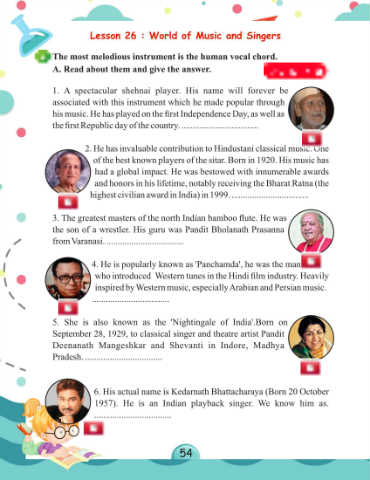 Lesson 26 : World of Music and Singers
The most melodious instrument is the human vocal chord.
A. Read about them and give the answer.
1. A spectacular shehnai player. His name will forever be
associated with this instrument which he made popular through
his music. He has played on the first Independence Day, as well as
the first Republic day of the country. ...................................
2. He has invaluable contribution to Hindustani classical music. One
of the best known players of the sitar. Born in 1920. His music has
had a global impact. He was bestowed with innumerable awards
and honors in his lifetime, notably receiving the Bharat Ratna (the
highest civilian award in India) in 1999. ...................................
3. The greatest masters of the north Indian bamboo flute. He was
the son of a wrestler. His guru was Pandit Bholanath Prasanna
from Varanasi. ...................................
4. He is popularly known as 'Panchamda', he was the man
who introduced Western tunes in the Hindi film industry. Heavily
inspired by Western music, especially Arabian and Persian music.
...................................
5. She is also known as the 'Nightingale of India'.Born on
September 28, 1929, to classical singer and theatre artist Pandit
Deenanath Mangeshkar and Shevanti in Indore, Madhya
Pradesh. ...................................
6. His actual name is Kedarnath Bhattacharaya (Born 20 October
1957). He is an Indian playback singer. We know him as.
...................................
54